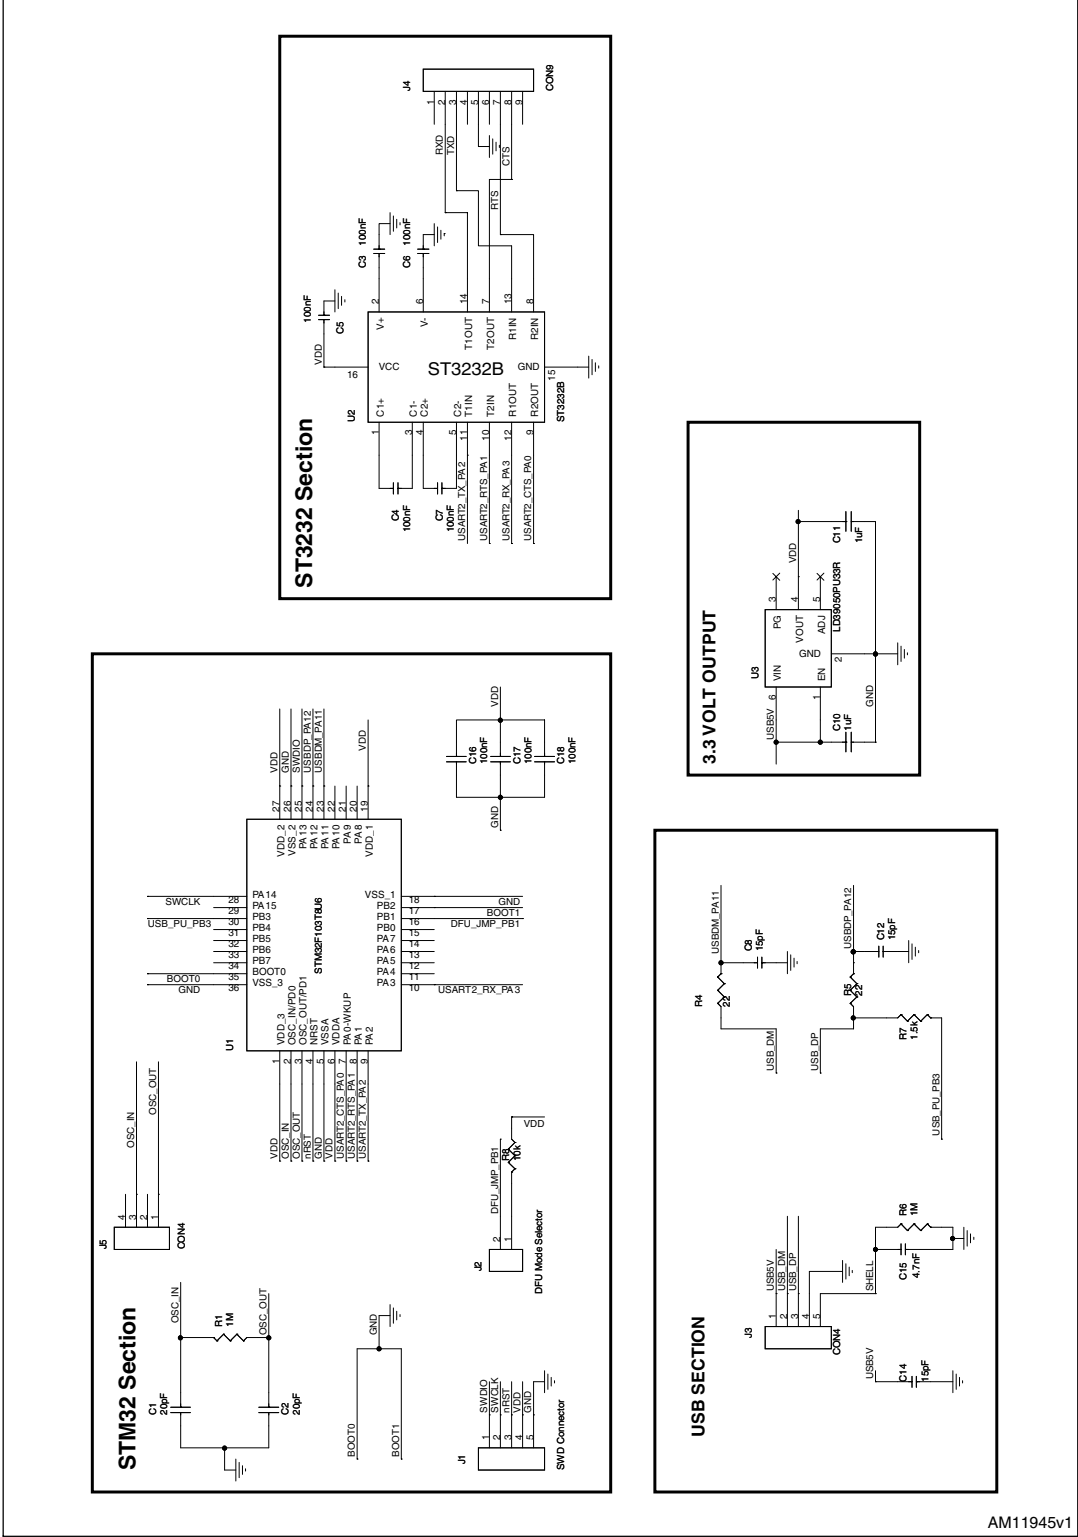 STM32 Section
C1
20pF
C2
20pF
R1
1M
OSC_IN
OSC_OUT
J5
CON4
4
3
2
1
OSC_IN
OSC_OUT
BOOT0
BOOT1
GND
J1
SWD Connector
1
2
3
4
5
SWDIO
SWCLK
nRST
VDD
GND
J2
DFU Mode Selector
2
1
DFU_JMP_PB1
R8
10k
VDD
U1
STM32F103T8U6
VDD
OSC_IN
OSC_OUT
nRST
GND
VDD
USART2_CTS_PA0
USART2_RTS_PA1
USART2_TX_PA2
1
2
3
4
5
6
7
8
9
VDD_3
OSC_IN/PD0
OSC_OUT/PD1
NRST
VSSA
VDDA
PA0-WKUP
PA1
PA2
SWCLK
USB_PU_PB3
BOOT0
GND
28
29
30
31
32
33
34
35
36
PA14
PA15
PB3
PB4
PB5
PB6
PB7
BOOT0
VSS_3
VSS_1
PB2
PB1
PB0
PA7
PA6
PA5
PA4
PA3
18
17
16
15
14
13
12
11
10
GND
BOOT1
DFU_JMP_PB1
USART2_RX_PA3
VDD_2
VSS_2
PA13
PA12
PA11
PA10
PA9
PA8
VDD_1
27
26
25
24
23
22
21
20
19
VDD
GND
SWDIO
USBDP_PA12
USBDM_PA11
VDD
GND
VDD
C16
100nF
C17
100nF
C18
100nF
ST3232 Section
U2
ST3232B
ST3232B
C4
100nF
C7
100nF
USART2_TX_PA2
USART2_RTS_PA1
USART2_RX_PA3
USART2_CTS_PA0
1
3
4
5
11
10
12
9
C1+
C1-
C2+
C2-
T1IN
T2IN
R1OUT
R2OUT
VCC
16
VDD
C5
100nF
GND
15
V+
V-
T1OUT
T2OUT
R1IN
R2IN
2
6
14
7
13
8
C3
100nF
C6
100nF
RXD
TXD
RTS
CTS
J4
CON9
1
2
3
4
5
6
7
8
9
USB SECTION
USB5V
C14
15pF
J3
CON4
1
2
3
4
5
USB5V
USB_DM
USB_DP
SHELL
C15
4.7nF
R6
1M
USB_DM
USB_DP
USB_PU_PB3
R4
22
R5
22
R7
1.5k
C8
15pF
C12
15pF
USBDM_PA11
USBDP_PA12
3.3 VOLT OUTPUT
U3
LD39050PU33R
USB5V
6
1
VIN
EN
GND
2
PG
VOUT
ADJ
3
4
5
VDD
C10
1uF
C11
1uF
GND
AM11945v1